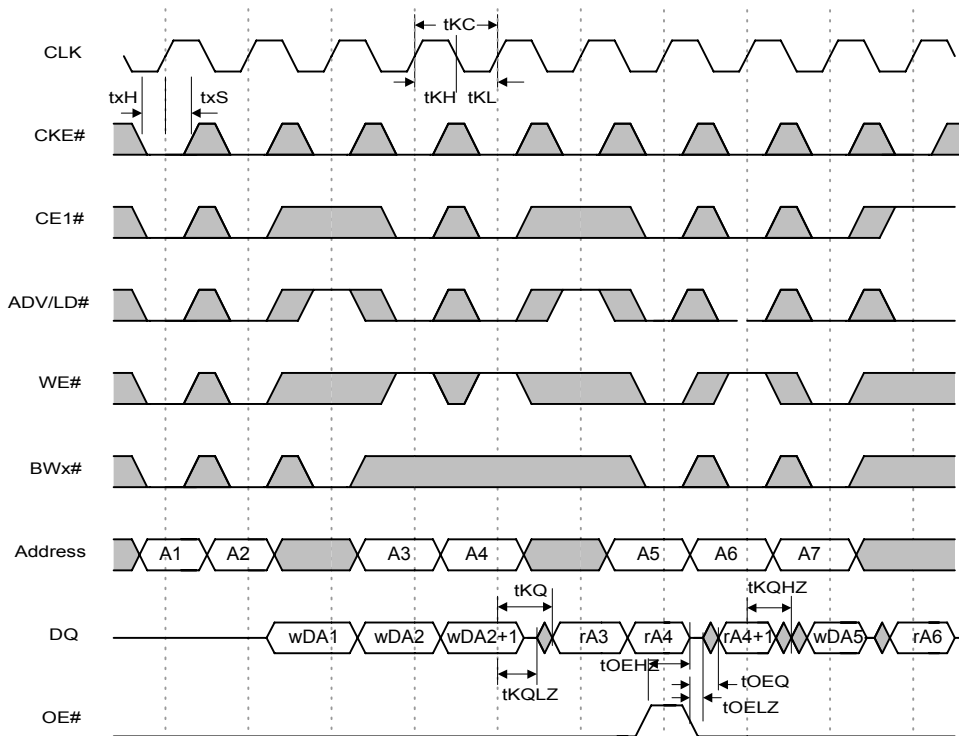 tKC
CLK
tKH tKL
txH txS
CKE#
CE1#
ADV/LD#
WE#
BWx#
Address A1 A2 A3 A4 A5 A6 A7
tKQ tKQHZ
DQ wDA1 wDA2 wDA2+1 rA3 rA4 rA4+1 wDA5 rA6
tOEHZ
tOEQ
tKQLZ
tOELZ
OE#